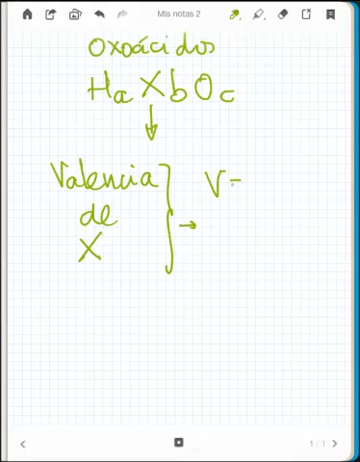 Mis notas 2
Oxoácidos
HaXbOc
Valencia
de
X
V=
1/1